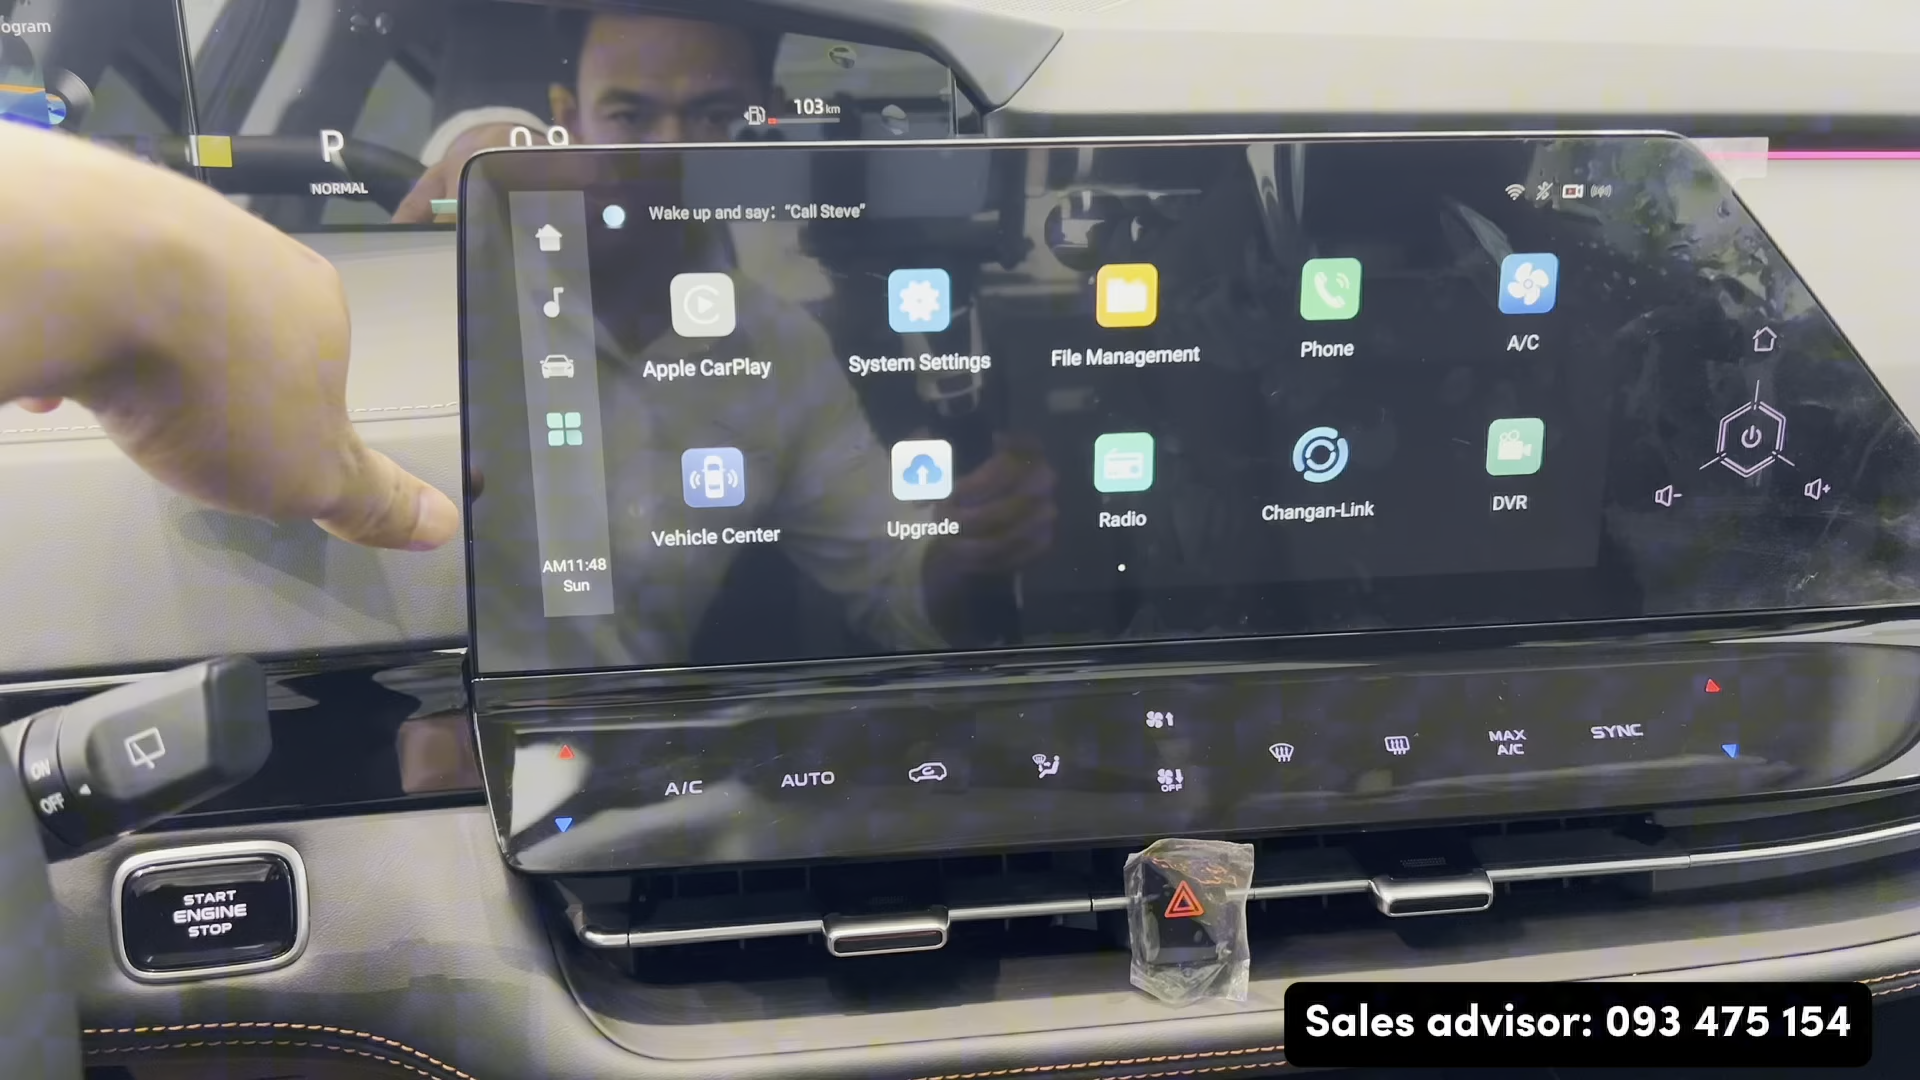 ogram
103 km
P
NORMAL
Wake up and say: “Call Steve”
Apple CarPlay
System Settings
File Management
Phone
A/C
Vehicle Center
Upgrade
Radio
Changan-Link
DVR
AM11:48
Sun
A/C
AUTO
OFF
MAX
A/C
SYNC
ON
OFF
START
ENGINE
STOP
Sales advisor: 093 475 154